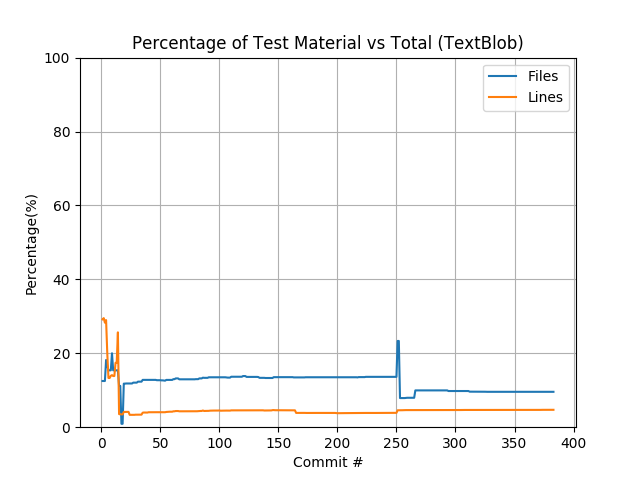 Percentage of Test Material vs Total (TextBlob)
100
80
60
40
20
0
Percentage(%)
Files
Lines
0 50 100 150 200 250 300 350 400
Commit #